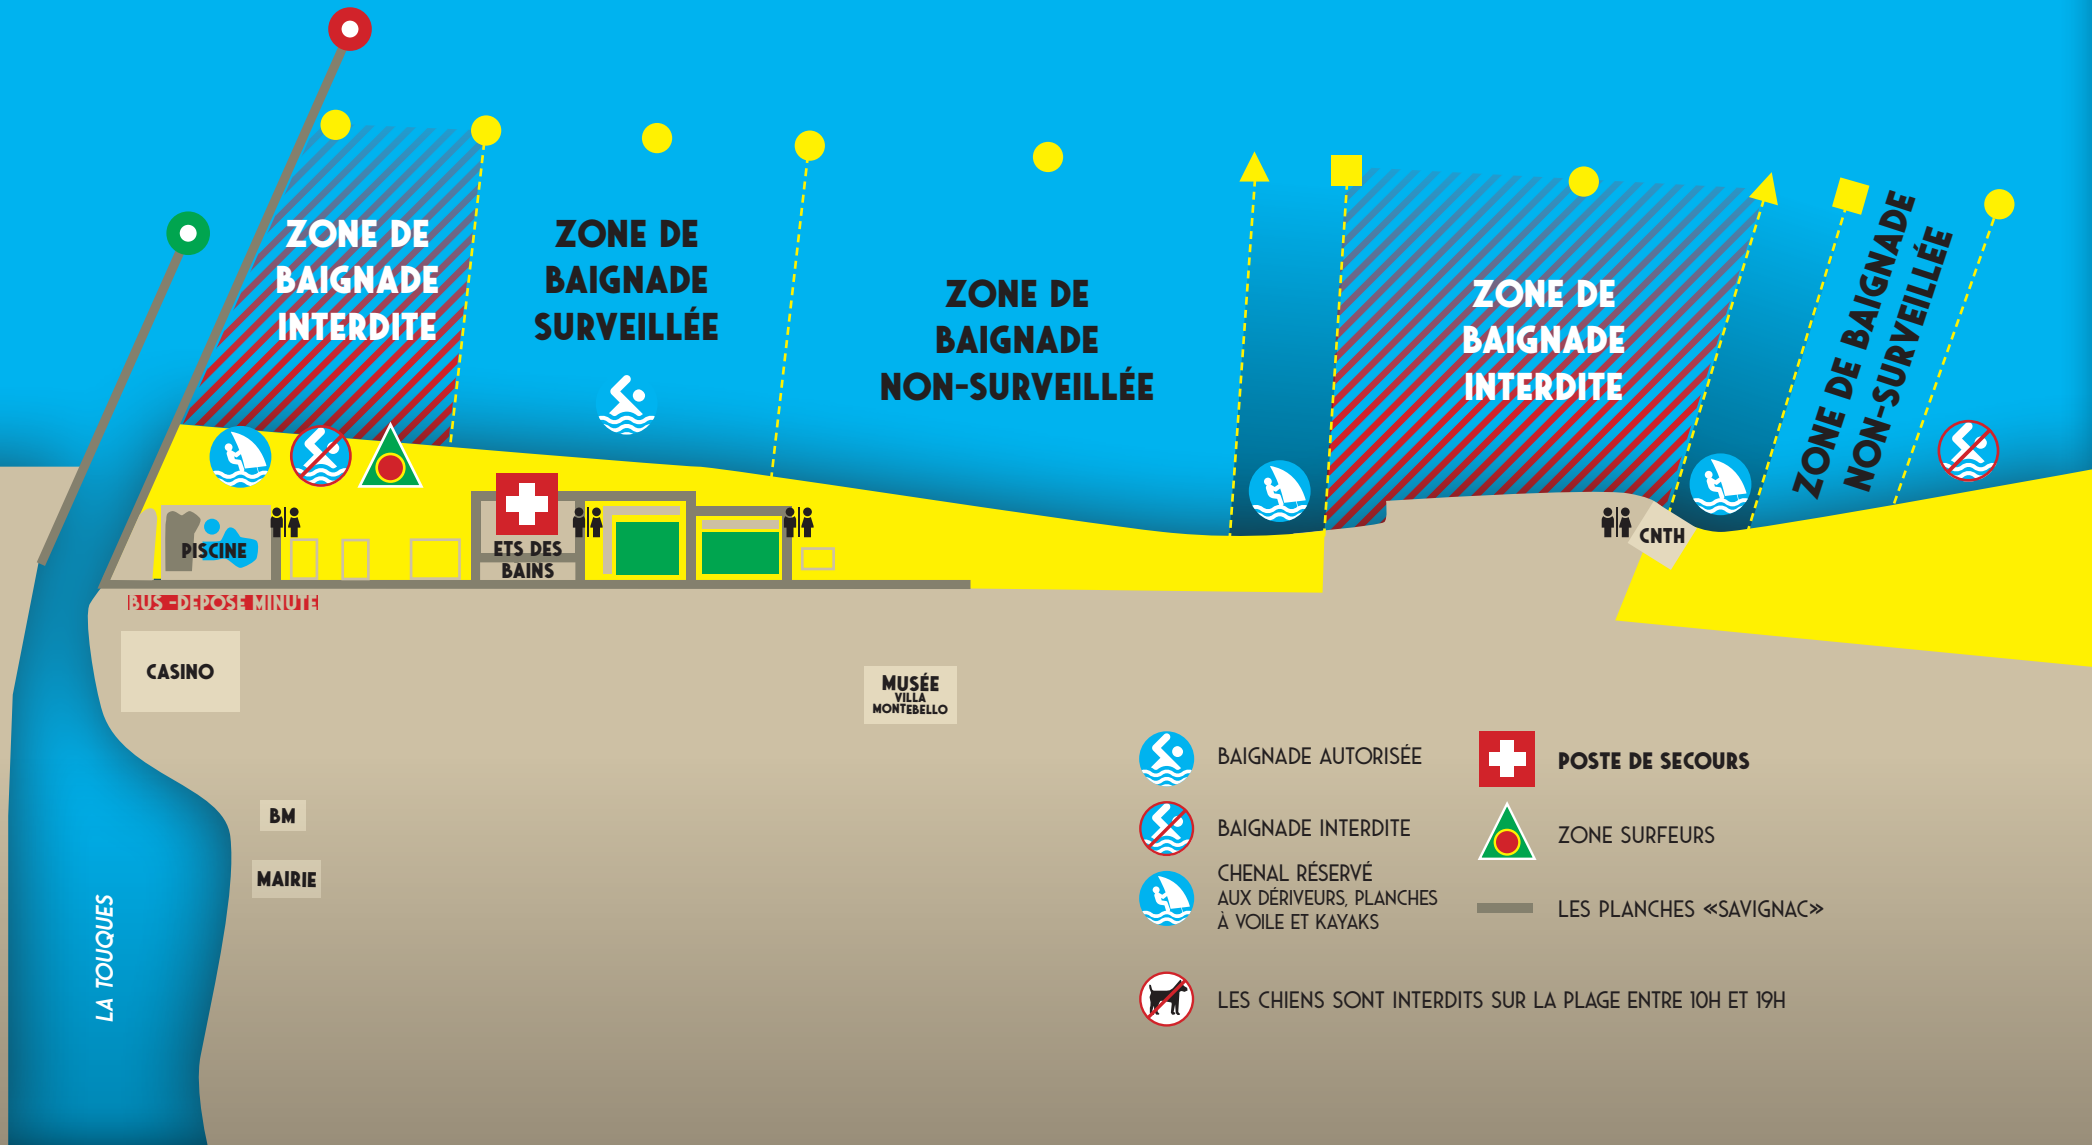 ZONE DE
BAIGNADE
INTERDITE
ZONE DE
BAIGNADE
SURVEILLÉE
ZONE DE
BAIGNADE
NON-SURVEILLÉE
ZONE DE
BAIGNADE
INTERDITE
ZONE DE BAIGNADE
NON-SURVEILLÉE
PISCINE
ETS DES
BAINS
CNTH
BUS -DEPOSE MINUTE
CASINO
MUSÉE
VILLA
MONTEBELLO
BM
MAIRIE
LA TOUQUES
BAIGNADE AUTORISÉE
BAIGNADE INTERDITE
CHENAL RÉSERVÉ
AUX DÉRIVEURS, PLANCHES
À VOILE ET KAYAKS
LES CHIENS SONT INTERDITS SUR LA PLAGE ENTRE 10H ET 19H
POSTE DE SECOURS
ZONE SURFEURS
LES PLANCHES «SAVIGNAC»